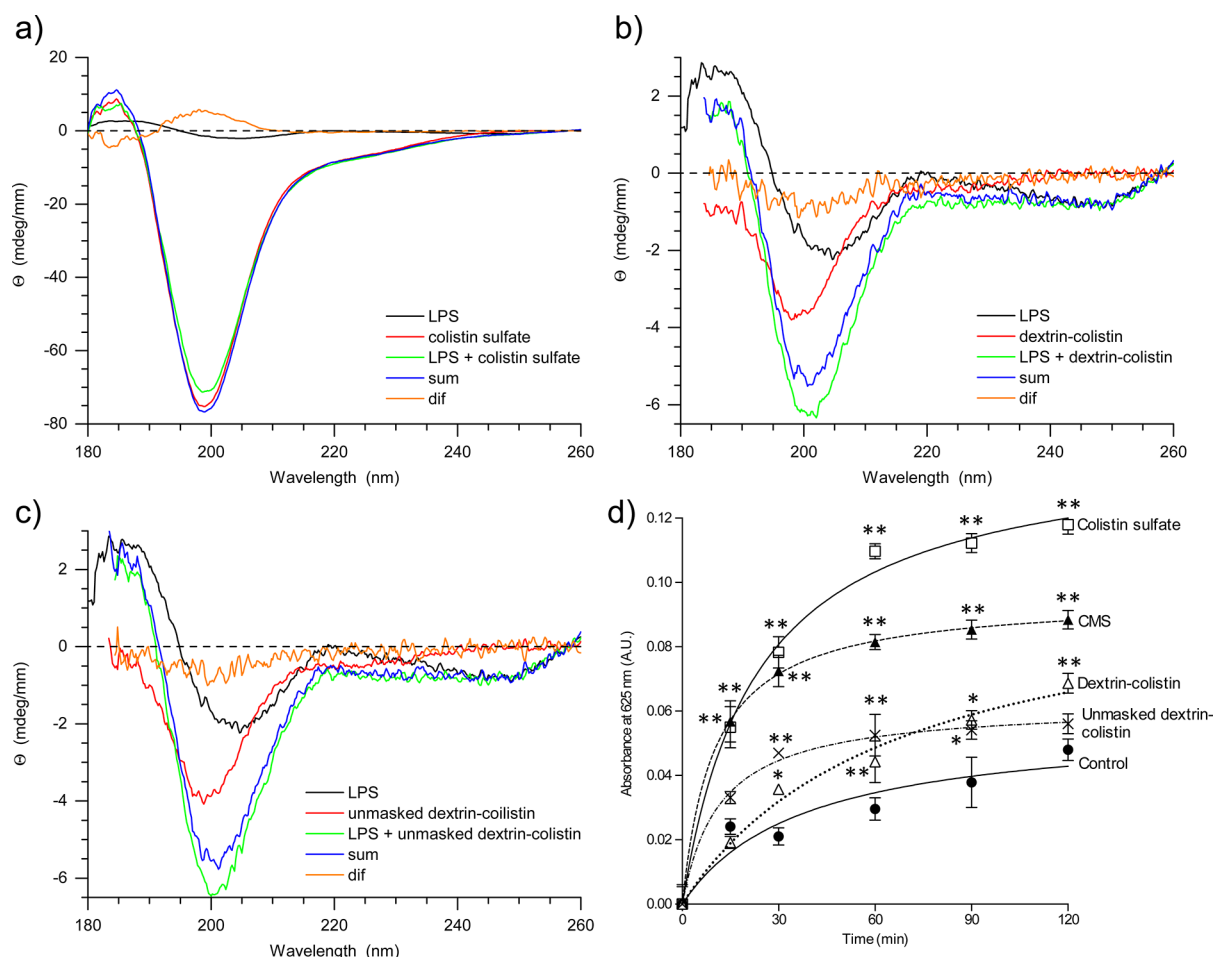 a)
20
0
-20
-40
-60
-80
Θ (mdeg/mm)
LPS
colistin sulfate
LPS + colistin sulfate
sum
dif
180 200 220 240 260
Wavelength (nm)
b)
2
0
-2
-4
-6
Θ (mdeg/mm)
LPS
dextrin-colistin
LPS + dextrin-colistin
sum
dif
180 200 220 240 260
Wavelength (nm)
c)
2
0
-2
-4
-6
Θ (mdeg/mm)
LPS
unmasked dextrin-coilistin
LPS + unmasked dextrin-colistin
sum
dif
180 200 220 240 260
Wavelength (nm)
d)
0.12
0.10
0.08
0.06
0.04
0.02
0.00
Absorbance at 625 nm (A.U.)
** ** ** ** ** Colistin sulfate
** ** ** ** ** CMS
** * ** * ** Dextrin-colistin
** * Unmasked dextrin-
colistin
Control
0 30 60 90 120
Time (min)